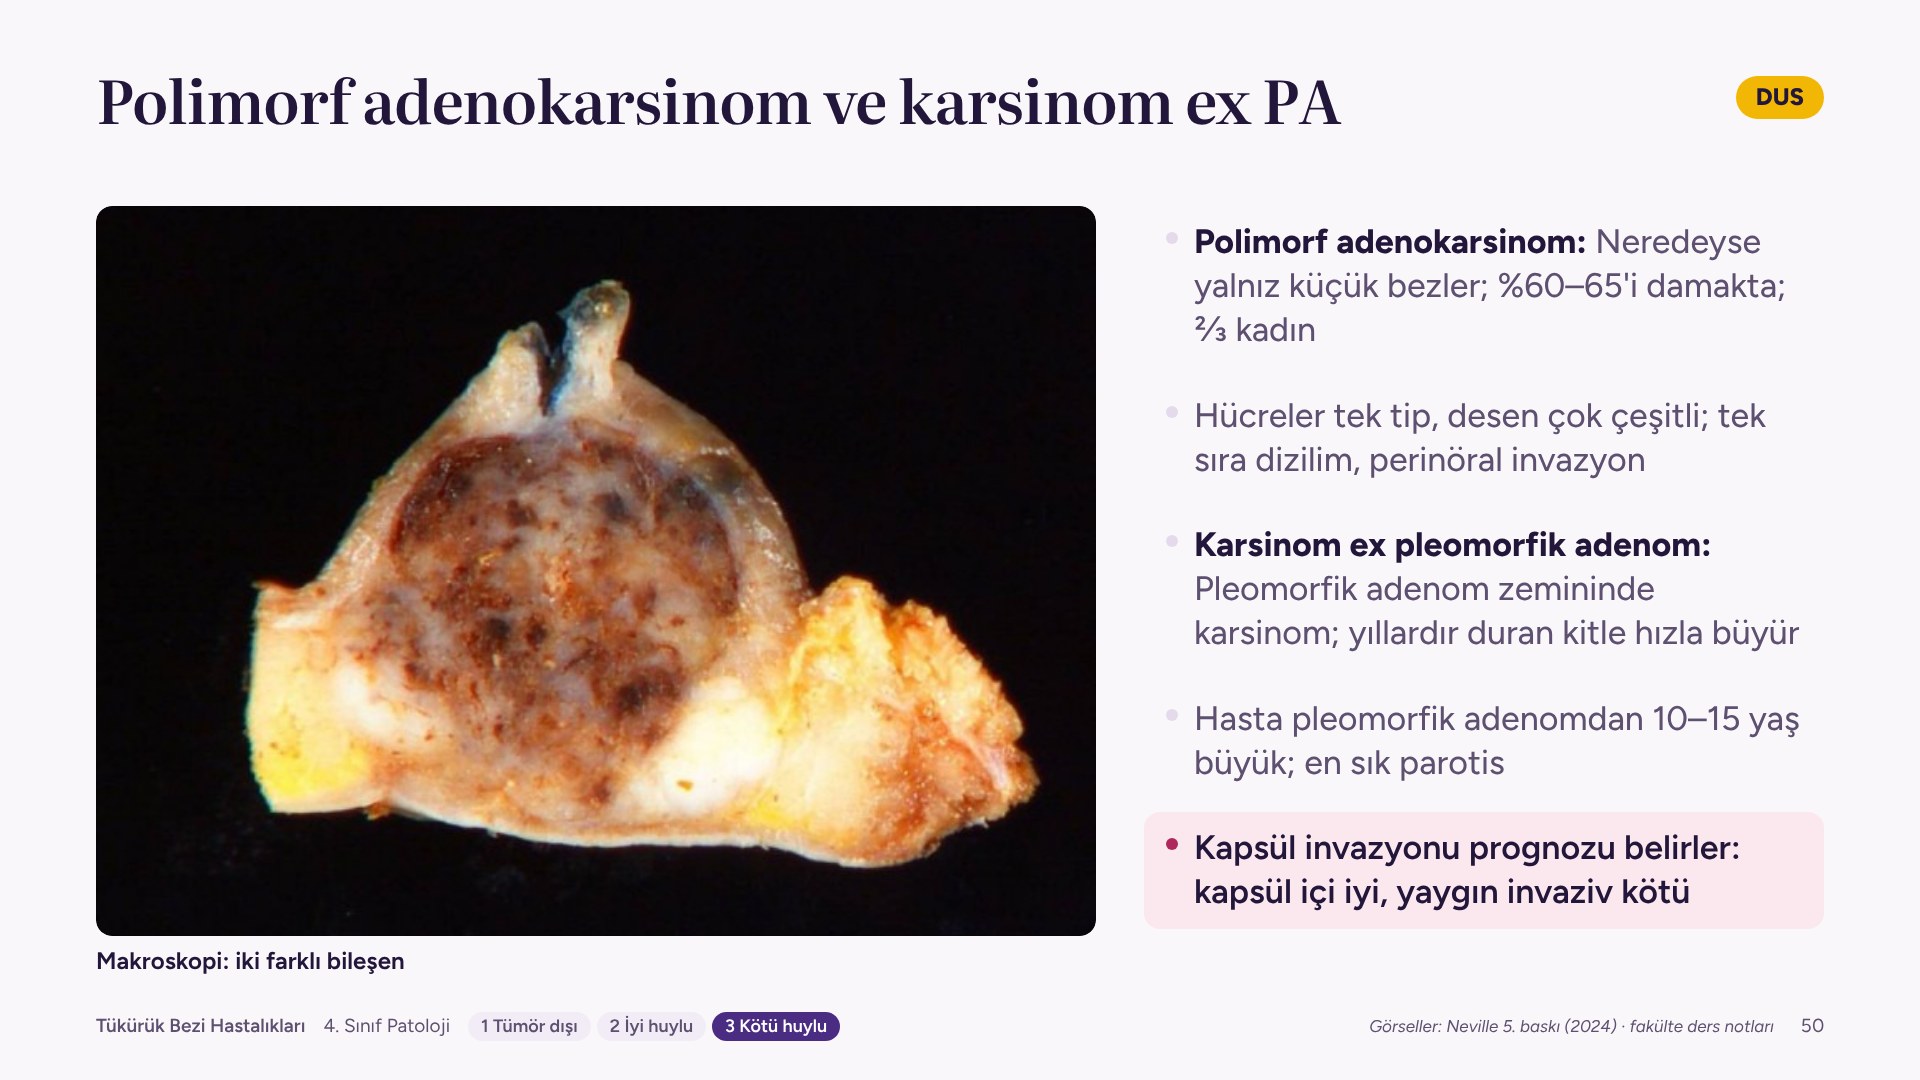 Polimorf adenokarsinom ve karsinom ex PA
DUS
Polimorf adenokarsinom: Neredeyse
yalnız küçük bezler; %60–65'i damakta;
⅔ kadın
Hücreler tek tip, desen çok çeşitli; tek
sıra dizilim, perinöral invazyon
Karsinom ex pleomorfik adenom:
Pleomorfik adenom zemininde
karsinom; yıllardır duran kitle hızla büyür
Hasta pleomorfik adenomdan 10–15 yaş
büyük; en sık parotis
Kapsül invazyonu prognozu belirler:
kapsül içi iyi, yaygın invaziv kötü
Makroskopi: iki farklı bileşen
Tükürük Bezi Hastalıkları 4. Sınıf Patoloji 1 Tümör dışı 2 İyi huylu 3 Kötü huylu
Görseller: Neville 5. baskı (2024) · fakülte ders notları 50